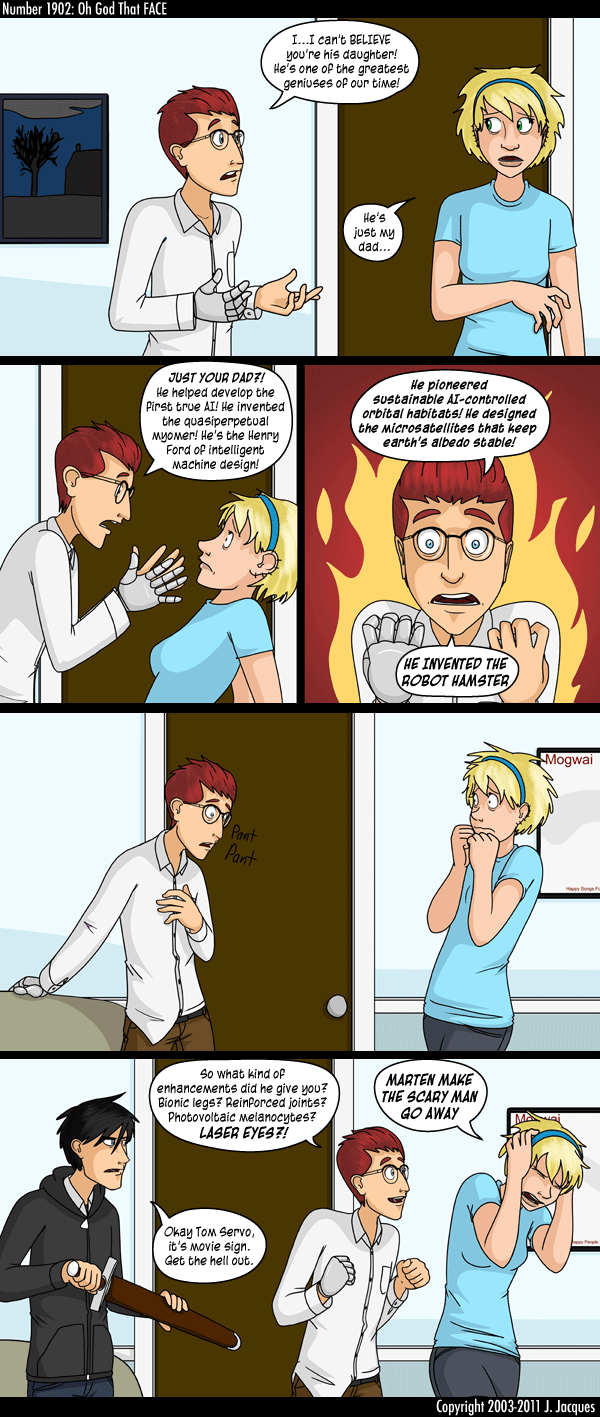 Number 1902: Oh God That FACE
I...I can't BELIEVE
you're his daughter!
He's one of the greatest
geniuses of our time!
He's
just my
dad...
JUST YOUR DAD?!
He helped develop the
first true AI! He invented
the quasiperpetual
myomer! He's the Henry
Ford of intelligent
machine design!
He pioneered
sustainable AI-controlled
orbital habitats! He designed
the microsatellites that keep
earth's albedo stable!
HE INVENTED THE
ROBOT HAMSTER
Pant
Pant
Mogwai
Happy Songs Fo
So what kind of
enhancements did he give you?
Bionic legs? Reinforced joints?
Photovoltaic melanocytes?
LASER EYES?!
MARTEN MAKE
THE SCARY MAN
GO AWAY
Okay Tom Servo,
it's movie sign.
Get the hell out.
Mogwai
appy People
Copyright 2003-2011 J. Jacques